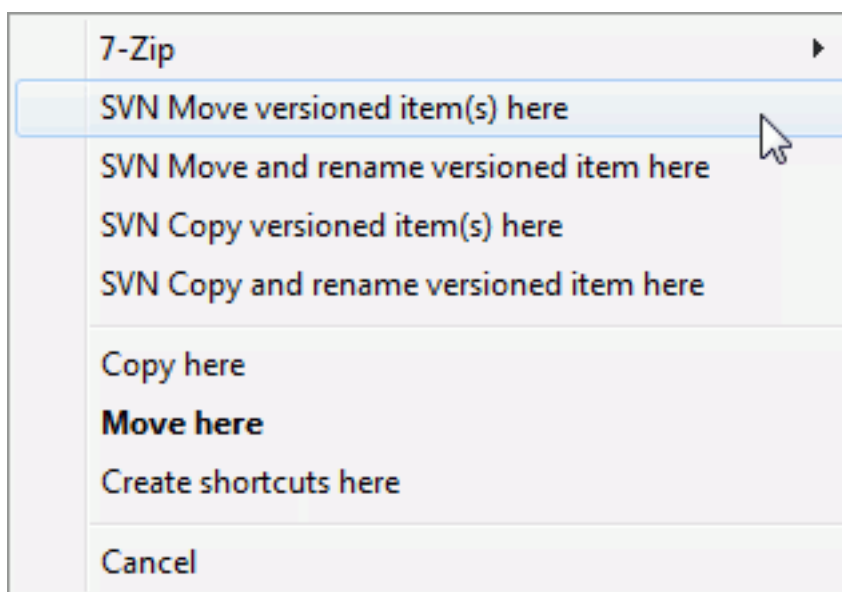 7-Zip
SVN Move versioned item(s) here
SVN Move and rename versioned item here
SVN Copy versioned item(s) here
SVN Copy and rename versioned item here
Copy here
Move here
Create shortcuts here
Cancel